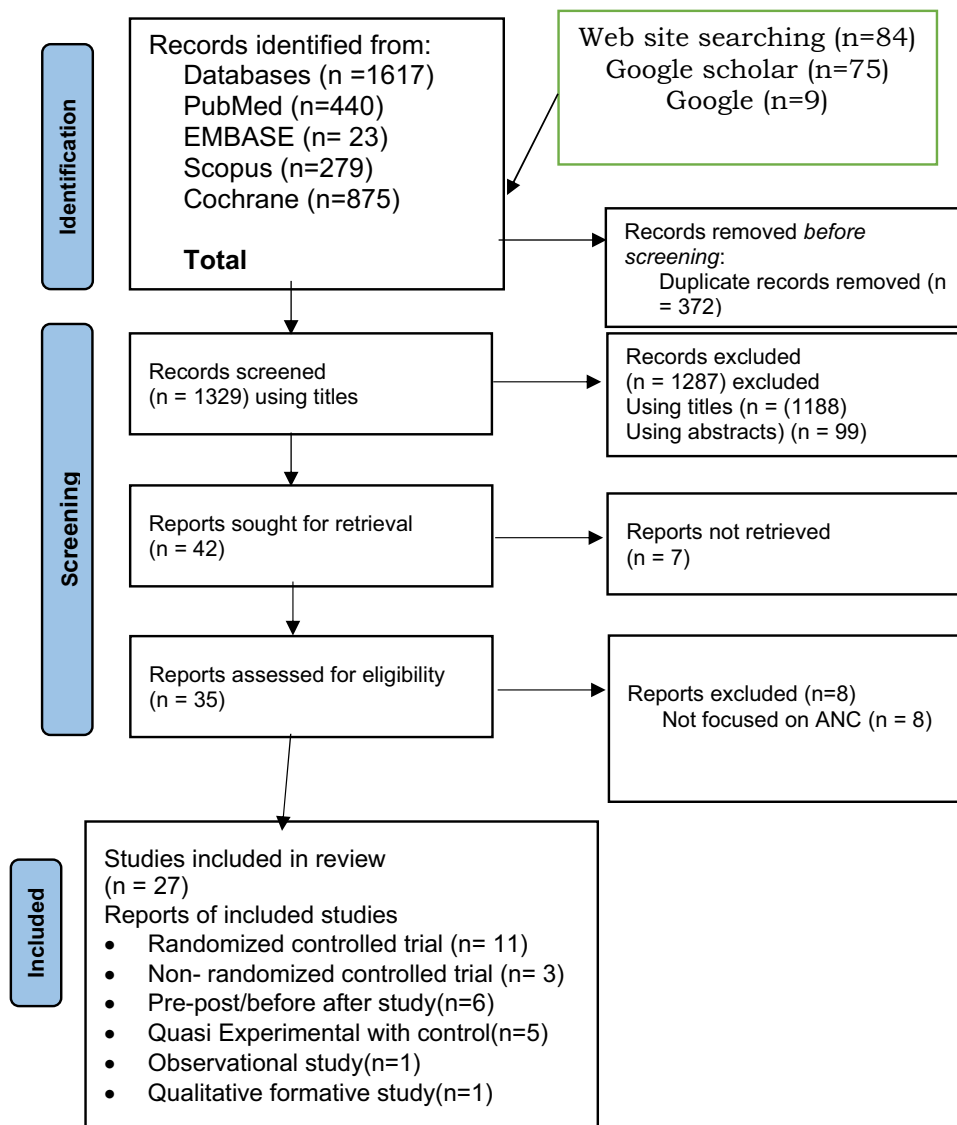 Identification
Records identified from:
Databases (n =1617)
PubMed (n=440)
EMBASE (n= 23)
Scopus (n=279)
Cochrane (n=875)
Total
Web site searching (n=84)
Google scholar (n=75)
Google (n=9)
Records removed before
screening:
Duplicate records removed (n
= 372)
Screening
Records screened
(n = 1329) using titles
Records excluded
(n = 1287) excluded
Using titles (n = (1188)
Using abstracts) (n = 99)
Reports sought for retrieval
(n = 42)
Reports not retrieved
(n = 7)
Reports assessed for eligibility
(n = 35)
Reports excluded (n=8)
Not focused on ANC (n = 8)
Included
Studies included in review
(n = 27)
Reports of included studies
• Randomized controlled trial (n= 11)
• Non- randomized controlled trial (n= 3)
• Pre-post/before after study(n=6)
• Quasi Experimental with control(n=5)
• Observational study(n=1)
• Qualitative formative study(n=1)